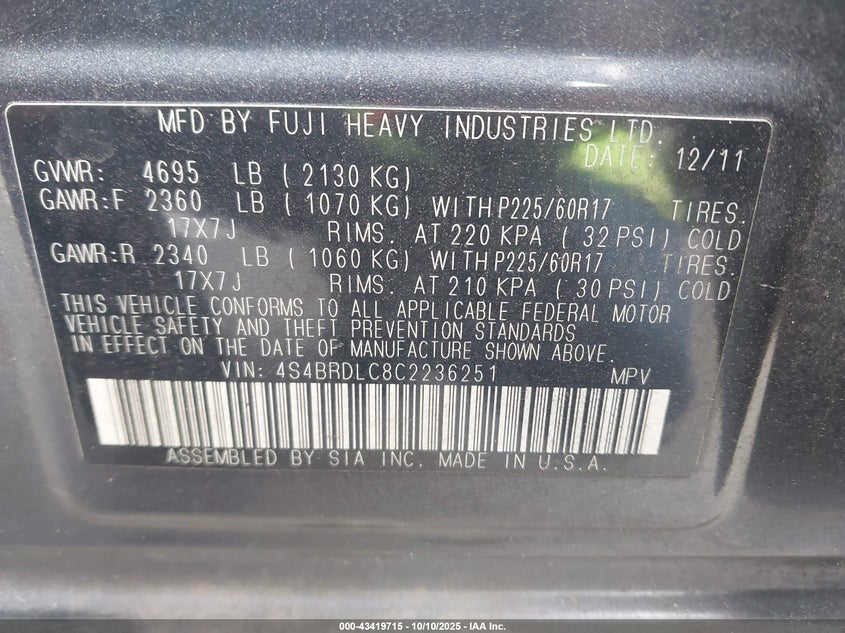 MFD BY FUJI HEAVY INDUSTRIES LTD.
DATE: 12/11
GVWR: 4695 LB ( 2130 KG)
GAWR:F 2360 LB ( 1070 KG) WITH P225/60R17 TIRES.
17X7J RIMS. AT 220 KPA ( 32 PSI) COLD
GAWR:R 2340 LB ( 1060 KG) WITH P225/60R17 TIRES.
17X7J RIMS. AT 210 KPA ( 30 PSI) COLD
THIS VEHICLE CONFORMS TO ALL APPLICABLE FEDERAL MOTOR
VEHICLE SAFETY AND THEFT PREVENTION STANDARDS
IN EFFECT ON THE DATE OF MANUFACTURE SHOWN ABOVE.
VIN: 4S4BRDLC8C2236251 MPV
ASSEMBLED BY SIA INC. MADE IN U.S.A.
000-43419715 - 10/10/2025 - IAA Inc.